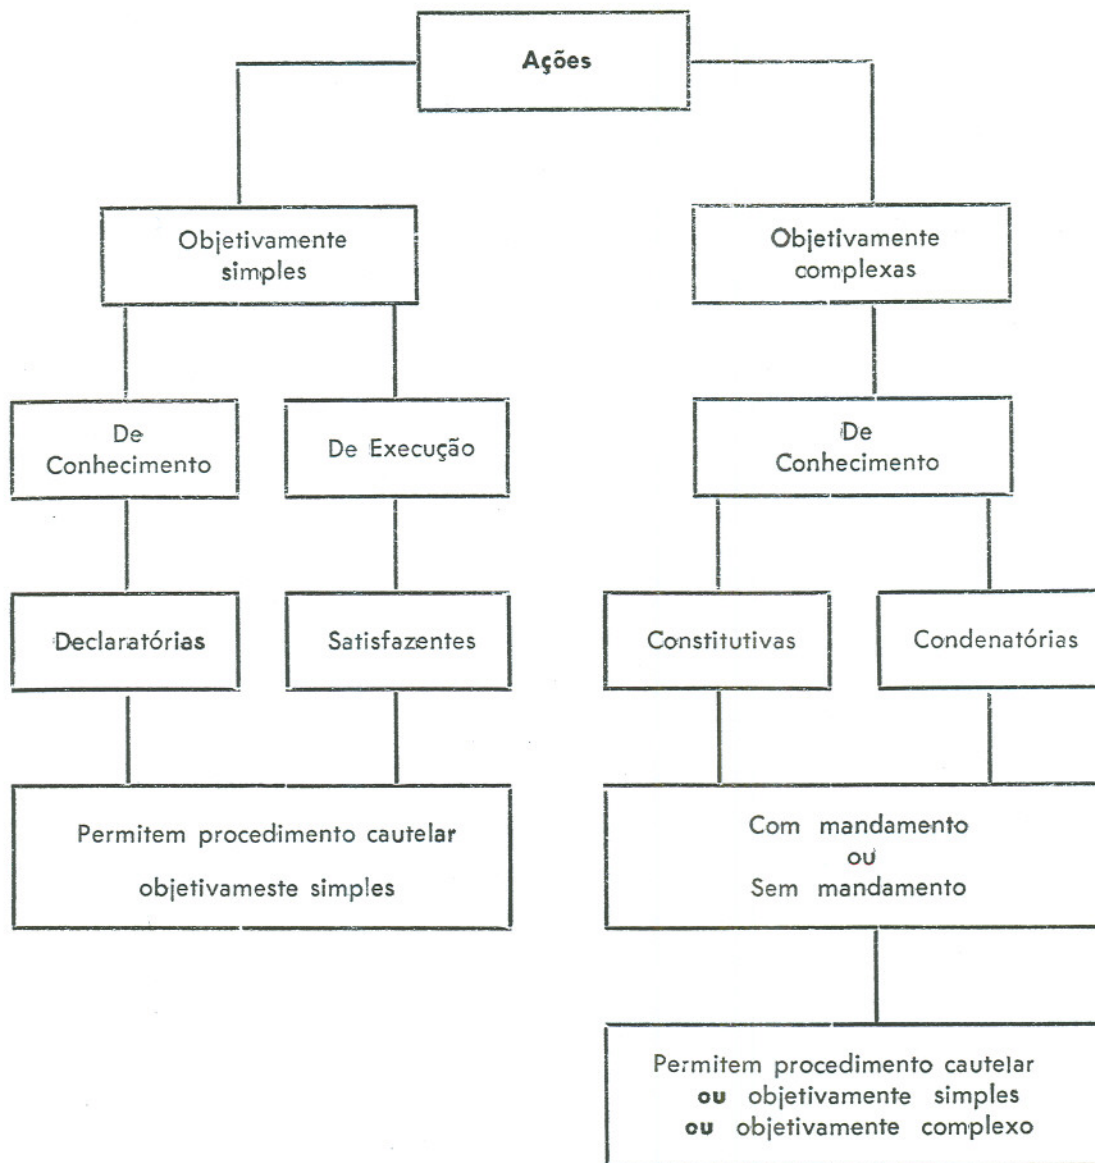 Ações
Objetivamente
simples
Objetivamente
complexas
De
Conhecimento
De Execução
De
Conhecimento
Declaratórias
Satisfazentes
Constitutivas
Condenatórias
Permitem procedimento cautelar
objetivameste simples
Com mandamento
ou
Sem mandamento
Permitem procedimento cautelar
ou objetivamente simples
ou objetivamente complexo